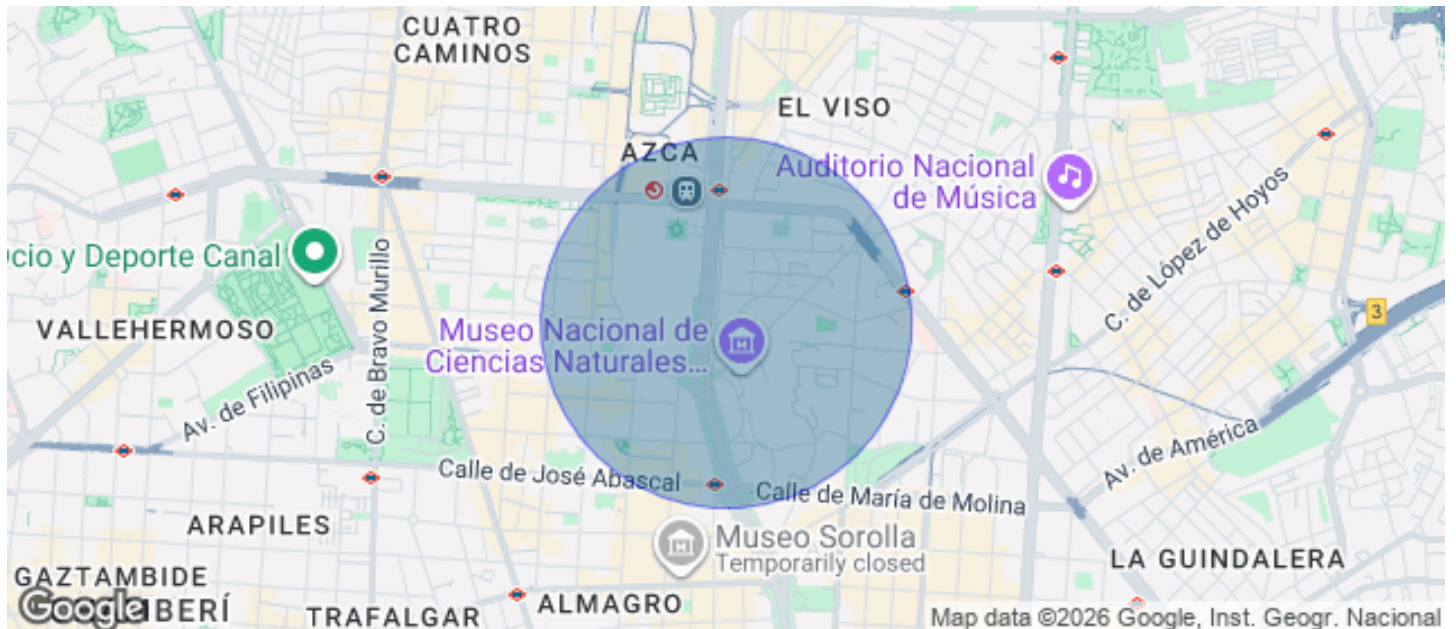 CUATRO
CAMINOS
EL VISO
AZCA
Auditorio Nacional
de Música
C. de López de Hoyos
cio y Deporte Canal
C. de Bravo Murillo
VALLEHERMOSO
Museo Nacional de
Ciencias Naturales...
3
Av. de Filipinas
Av. de América
Calle de José Abascal
Calle de María de Molina
ARAPILES
Museo Sorolla
Temporarily closed
LA GUINDALERA
GAZTAMBIDE
Google
BERÍ
TRAFALGAR
ALMAGRO
Map data ©2026 Google, Inst. Geogr. Nacional